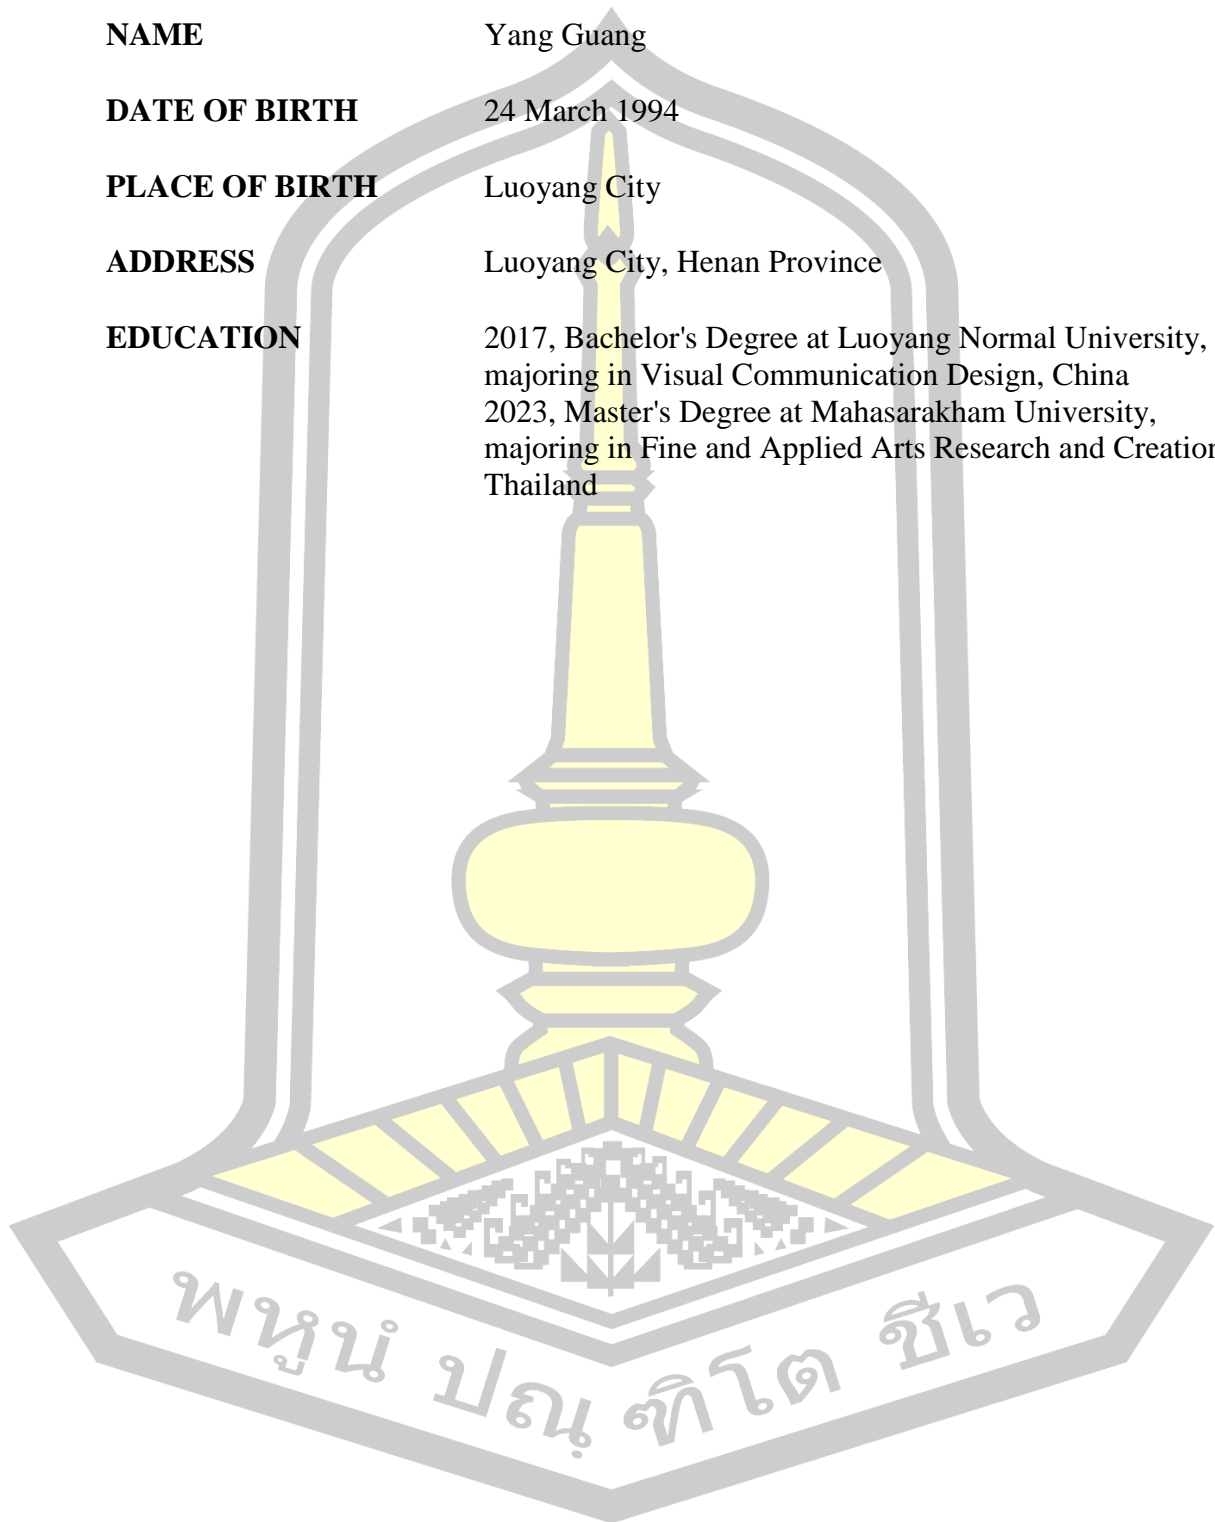 NAME Yang Guang
DATE OF BIRTH 24 March 1994
PLACE OF BIRTH Luoyang City
ADDRESS Luoyang City, Henan Province
EDUCATION 2017, Bachelor's Degree at Luoyang Normal University,
majoring in Visual Communication Design, China
2023, Master's Degree at Mahasarakham University,
majoring in Fine and Applied Arts Research and Creation
Thailand
พหูนํ ปณฺ ฑิโต ชีเว